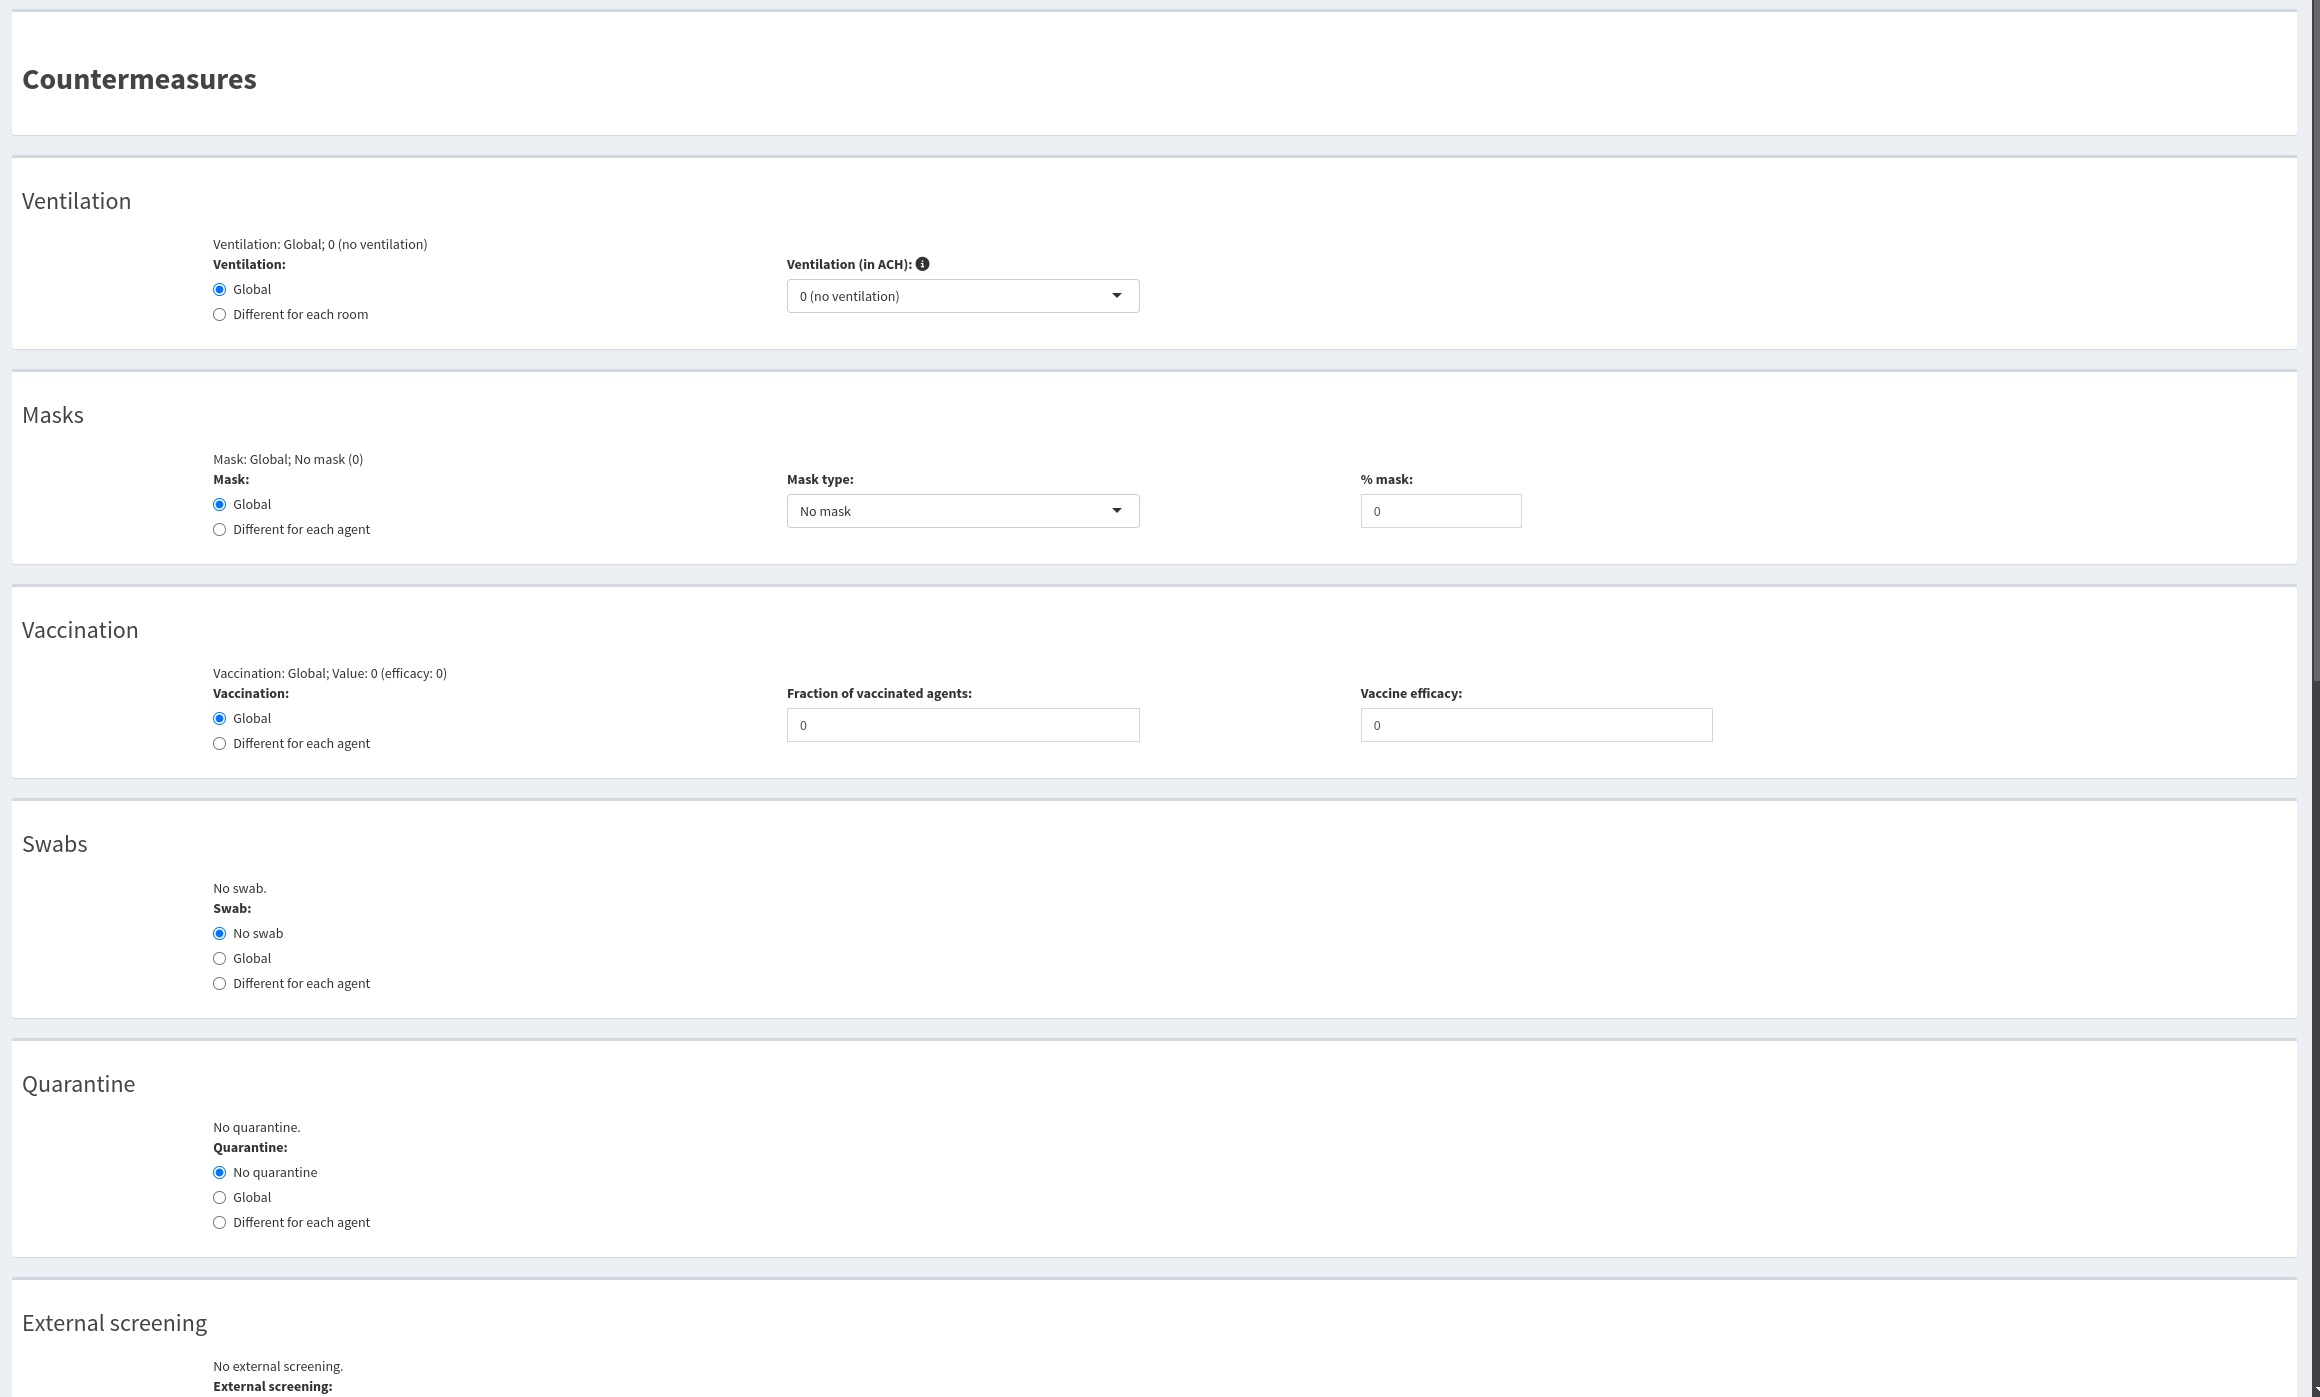 Countermeasures
Ventilation
Ventilation: Global; 0 (no ventilation)
Ventilation:
Ventilation (in ACH):
Global
0 (no ventilation)
Different for each room
Masks
Mask: Global; No mask (0)
Mask:
Mask type:
% mask:
Global
No mask
0
Different for each agent
Vaccination
Vaccination: Global; Value: 0 (efficacy: 0)
Vaccination:
Fraction of vaccinated agents:
Vaccine efficacy:
Global
0
0
Different for each agent
Swabs
No swab.
Swab:
No swab
Global
Different for each agent
Quarantine
No quarantine.
Quarantine:
No quarantine
Global
Different for each agent
External screening
No external screening.
External screening: